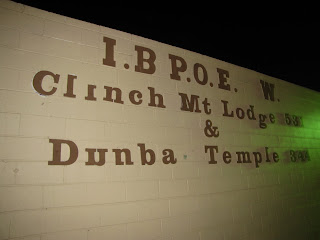 I.B P.O.E. W.
Clinch Mt Lodge
&
Dunba Temple